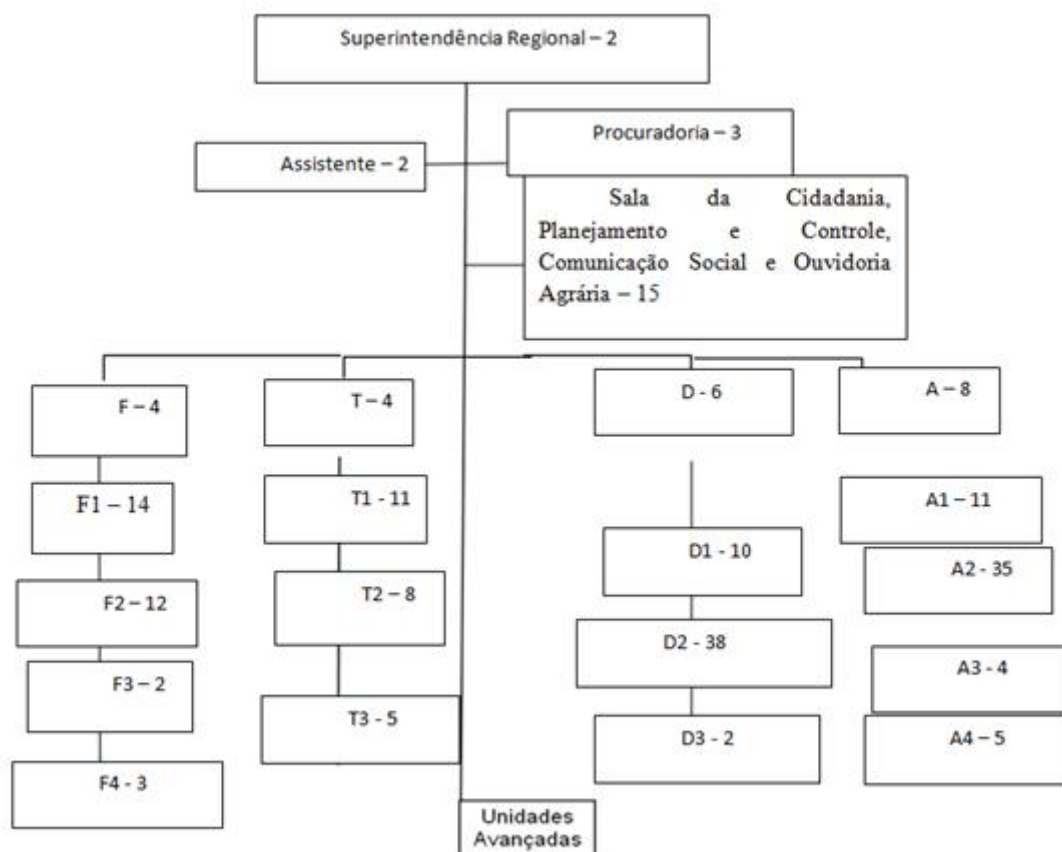 Superintendência Regional – 2
Procuradoria – 3
Assistente – 2
Sala da Cidadania,
Planejamento e Controle,
Comunicação Social e Ouvidoria
Agrária – 15
F – 4
T – 4
D - 6
A – 8
F1 – 14
T1 - 11
D1 - 10
A1 – 11
F2 – 12
T2 – 8
D2 - 38
A2 - 35
F3 – 2
T3 - 5
D3 - 2
A3 - 4
F4 - 3
A4 – 5
Unidades
Avançadas